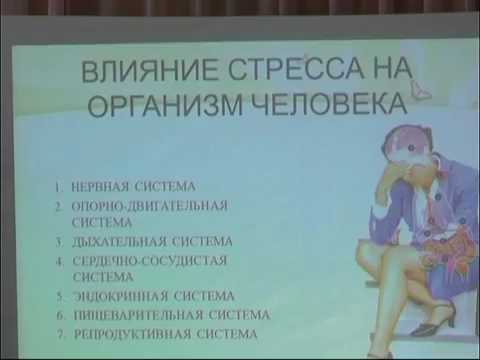 ВЛИЯНИЕ СТРЕССА НА
ОРГАНИЗМ ЧЕЛОВЕКА
1. НЕРВНАЯ СИСТЕМА
2. ОПОРНО-ДВИГАТЕЛЬНАЯ
СИСТЕМА
3. ДЫХАТЕЛЬНАЯ СИСТЕМА
4. СЕРДЕЧНО-СОСУДИСТАЯ
СИСТЕМА
5. ЭНДОКРИННАЯ СИСТЕМА
6. ПИЩЕВАРИТЕЛЬНАЯ СИСТЕМА
7. РЕПРОДУКТИВНАЯ СИСТЕМА